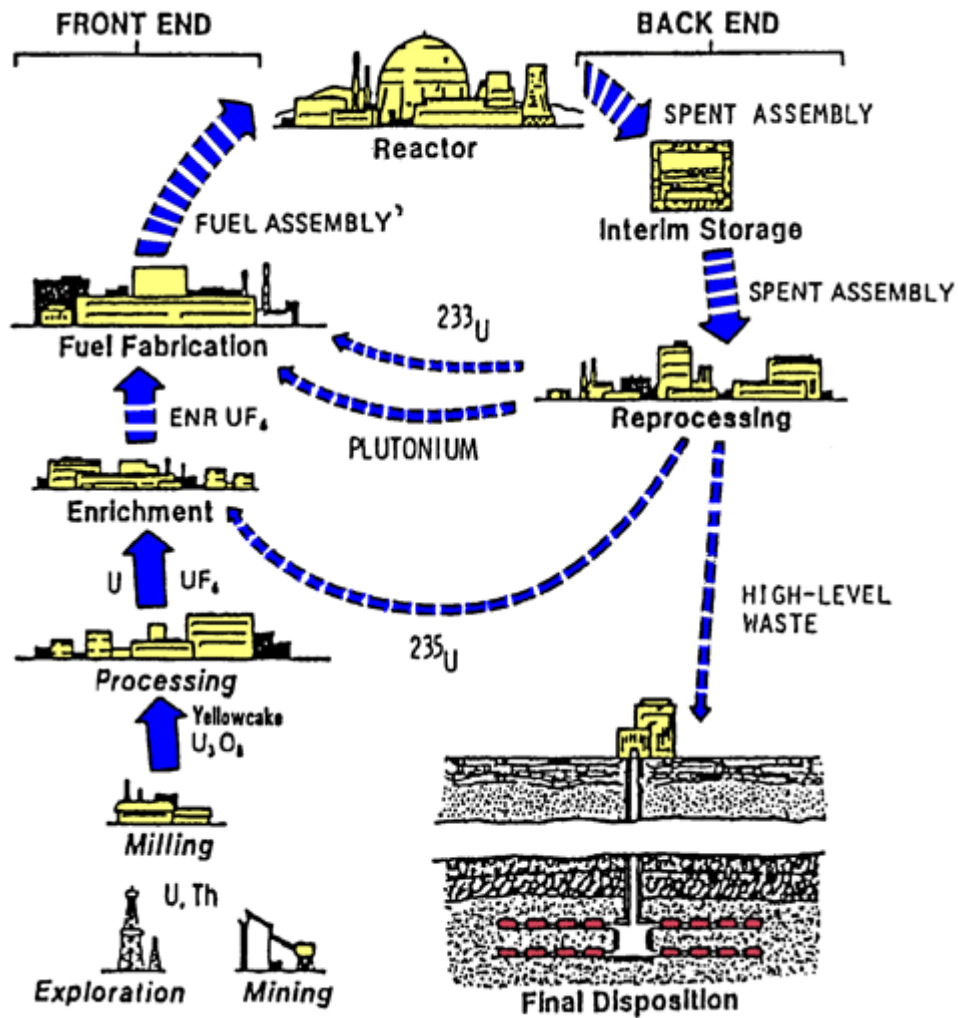 FRONT END
BACK END
Reactor
SPENT ASSEMBLY
Interim Storage
FUEL ASSEMBLY
SPENT ASSEMBLY
Fuel Fabrication
233U
Reprocessing
PLUTONIUM
ENR UF6
Enrichment
U UF6
235U
HIGH-LEVEL
WASTE
Processing
Yellowcake
U3O8
Milling
U, Th
Exploration
Mining
Final Disposition